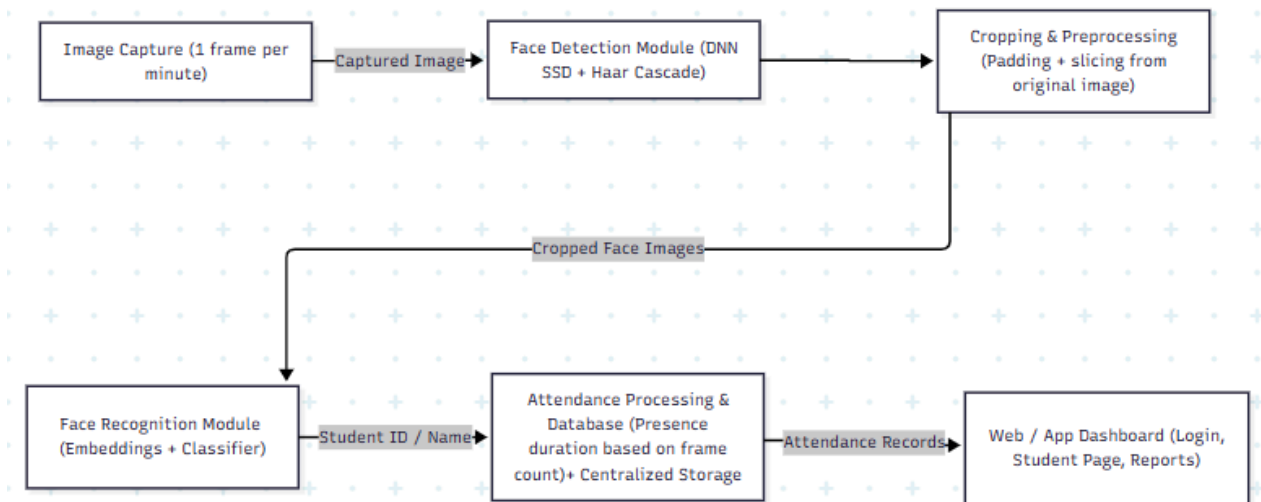 Image Capture (1 frame per
minute)
Captured Image
Face Detection Module (DNN
SSD + Haar Cascade)
Cropping & Preprocessing
(Padding + slicing from
original image)
Cropped Face Images
Face Recognition Module
(Embeddings + Classifier)
Student ID / Name
Attendance Processing &
Database (Presence
duration based on frame
count)+ Centralized Storage
Attendance Records
Web / App Dashboard (Login,
Student Page, Reports)